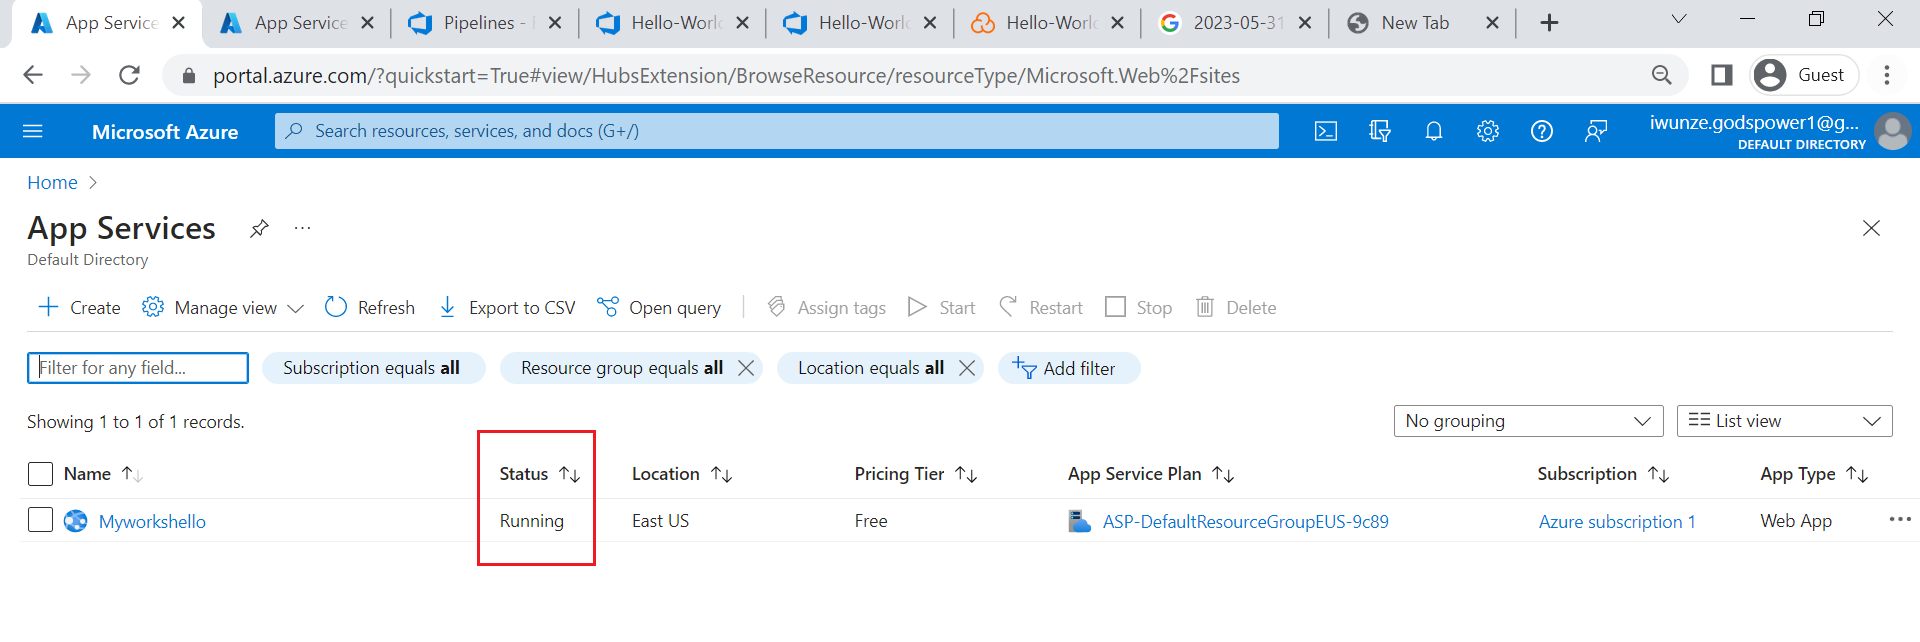 App Service
App Service
Pipelines -
Hello-Worl
Hello-Worl
Hello-Worl
2023-05-31
New Tab
portal.azure.com/?quickstart=True#view/HubsExtension/BrowseResource/resourceType/Microsoft.Web%2Fsites
Guest
Microsoft Azure
Search resources, services, and docs (G+/)
iwunze.godspower1@g...
DEFAULT DIRECTORY
Home
App Services
...
Default Directory
Create
Manage view
Refresh
Export to CSV
Open query
Assign tags
Start
Restart
Stop
Delete
Filter for any field...
Subscription equals all
Resource group equals all
Location equals all
Add filter
Showing 1 to 1 of 1 records.
No grouping
List view
Name
Status
Location
Pricing Tier
App Service Plan
Subscription
App Type
Myworkshello
Running
East US
Free
ASP-DefaultResourceGroupEUS-9c89
Azure subscription 1
Web App
...